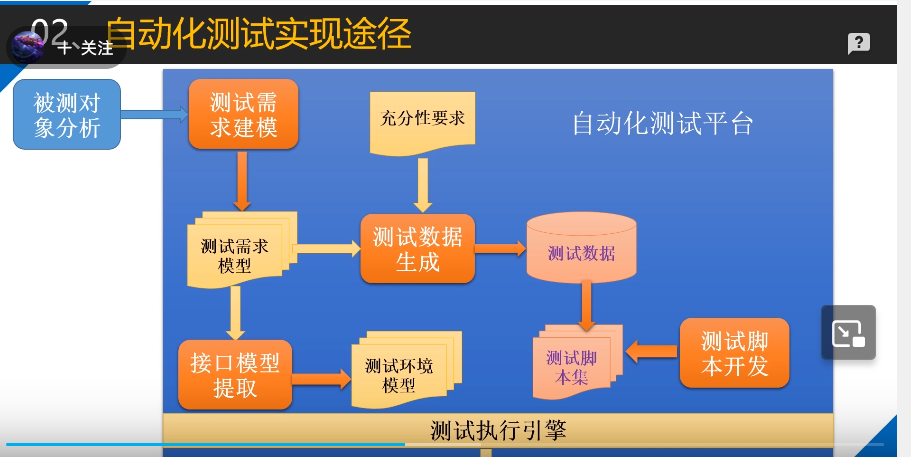 02、自动化测试实现途径
十 关注
?
被测对
象分析
测试需
求建模
充分性要求
自动化测试平台
测试需求
模型
测试数据
生成
测试数据
接口模型
提取
测试环境
模型
测试脚
本集
测试脚
本开发
测试执行引擎